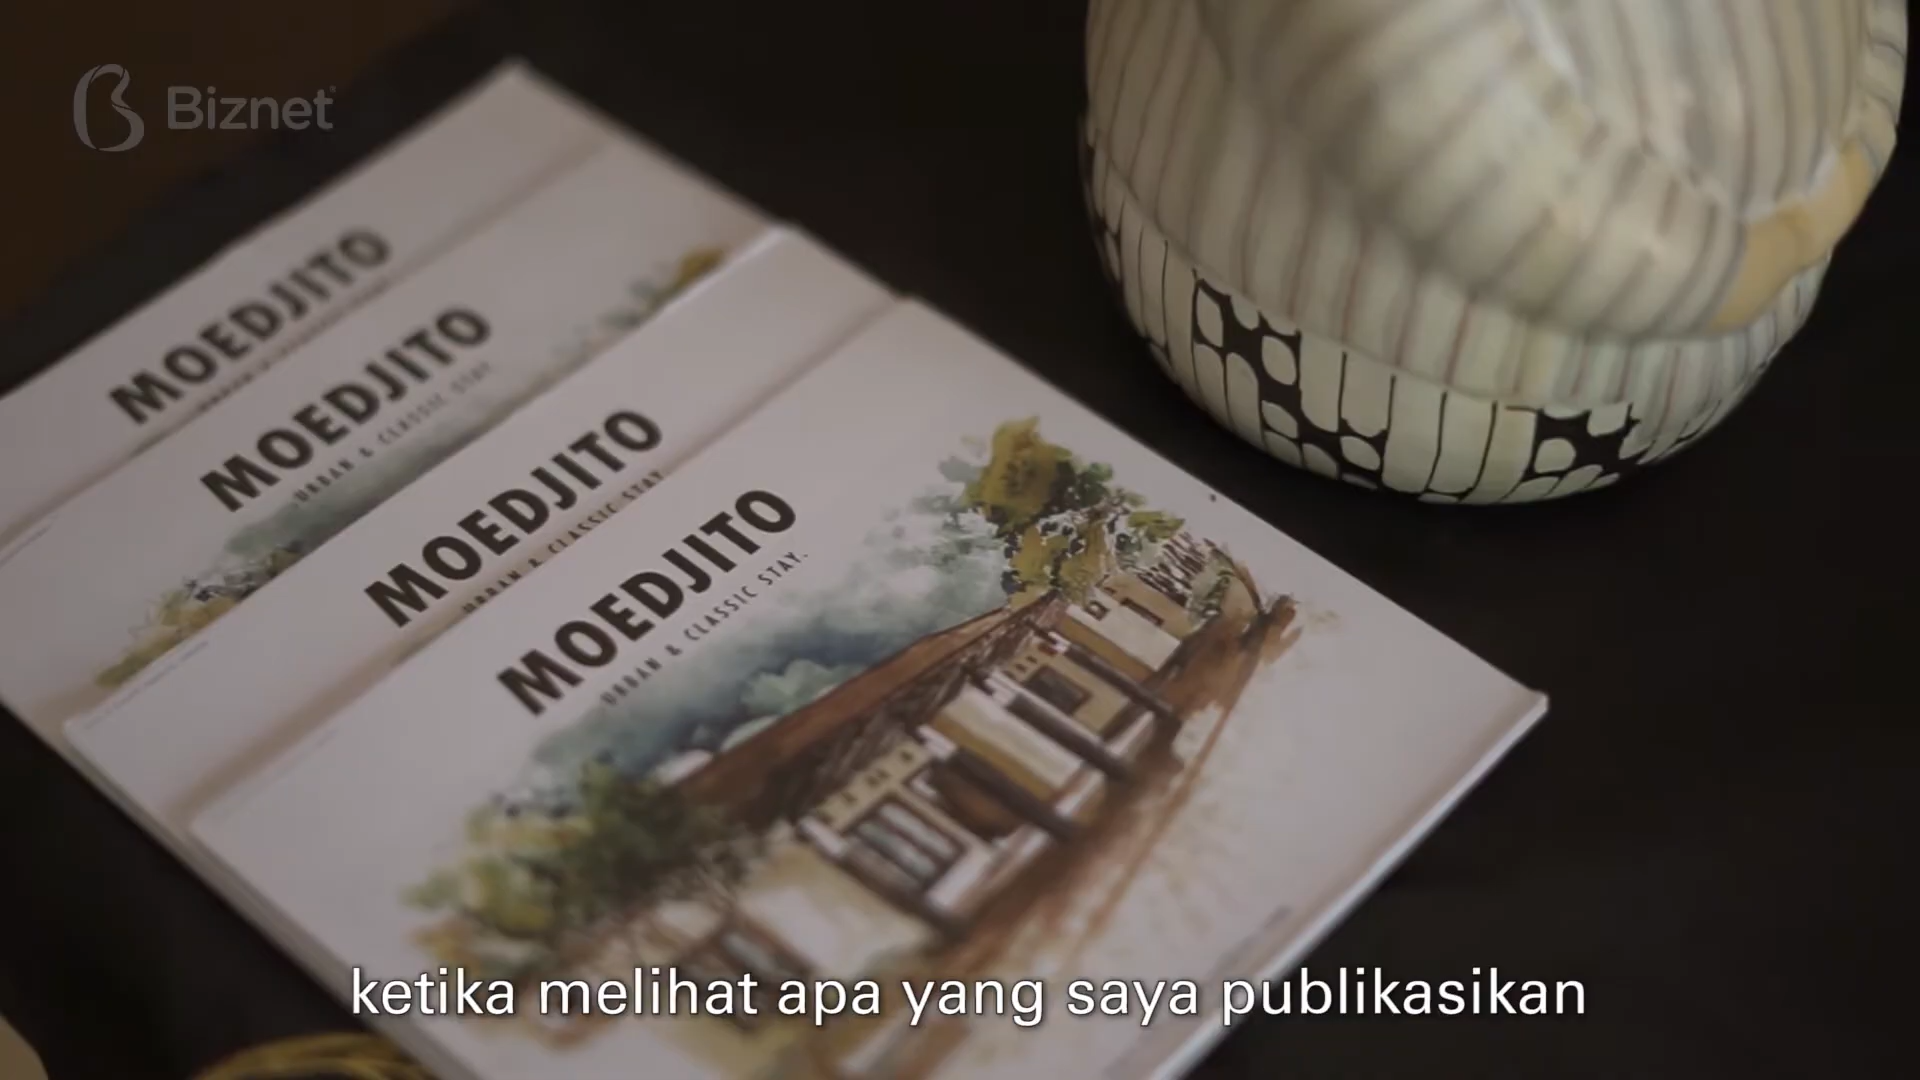 Biznet
MOEDJITO
MOEDJITO
URBAN & CLASSIC STAY
MOEDJITO
URBAN & CLASSIC STAY
MOEDJITO
URBAN & CLASSIC STAY.
ketika melihat apa yang saya publikasikan